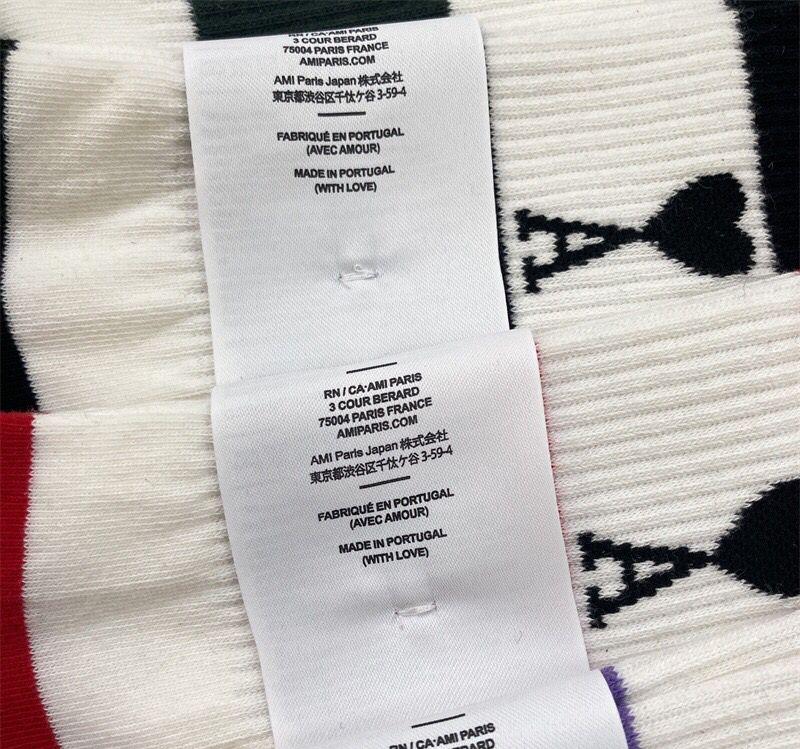 RN / CA·AMI PARIS
3 COUR BERARD
75004 PARIS FRANCE
AMIPARIS.COM
AMI Paris Japan 株式会社
東京都渋谷区千忲ケ谷 3-59-4
FABRIQUÉ EN PORTUGAL
(AVEC AMOUR)
MADE IN PORTUGAL
(WITH LOVE)
A
RN / CA·AMI PARIS
3 COUR BERARD
75004 PARIS FRANCE
AMIPARIS.COM
AMI Paris Japan 株式会社
東京都渋谷区千忲ケ谷 3-59-4
FABRIQUÉ EN PORTUGAL
(AVEC AMOUR)
MADE IN PORTUGAL
(WITH LOVE)
A
RN / CA·AMI PARIS